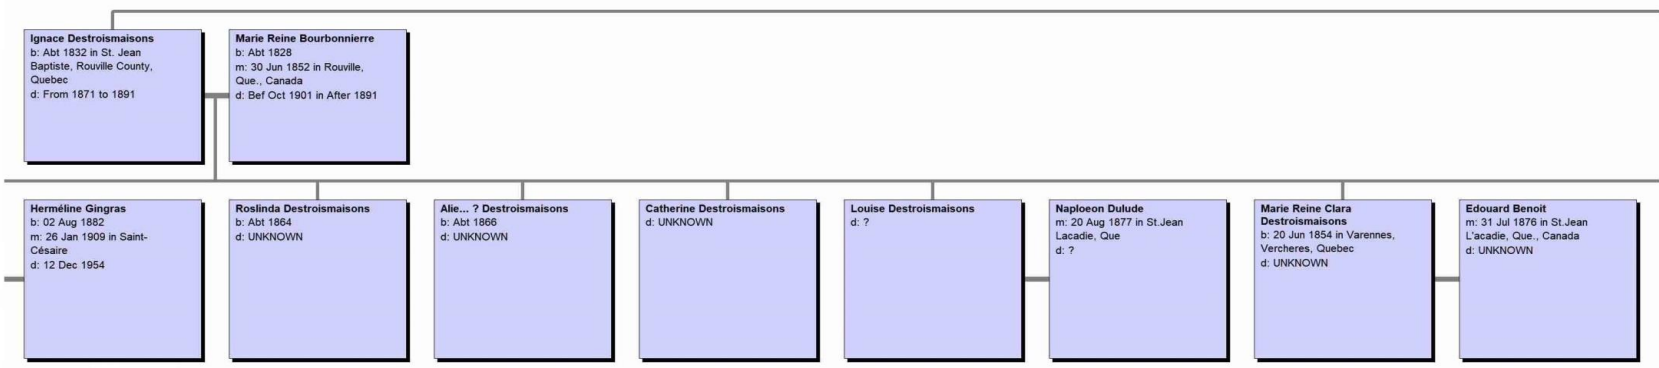 Ignace Destroismaisons
b: Abt 1832 in St. Jean
Baptiste, Rouville County,
Quebec
d: From 1871 to 1891
Marie Reine Bourbonnierre
b: Abt 1828
m: 30 Jun 1852 in Rouville,
Que., Canada
d: Bef Oct 1901 in After 1891
Herméline Gingras
b: 02 Aug 1882
m: 26 Jan 1909 in Saint-
Césaire
d: 12 Dec 1954
Roslinda Destroismaisons
b: Abt 1864
d: UNKNOWN
Alie... ? Destroismaisons
b: Abt 1866
d: UNKNOWN
Catherine Destroismaisons
d: UNKNOWN
Louise Destroismaisons
d: ?
Naploeon Dulude
m: 20 Aug 1877 in St.Jean
Lacadie, Que
d: ?
Marie Reine Clara
Destroismaisons
b: 20 Jun 1854 in Varennes,
Vercheres, Quebec
d: UNKNOWN
Edouard Benoit
m: 31 Jul 1876 in St.Jean
L'acadie, Que., Canada
d: UNKNOWN